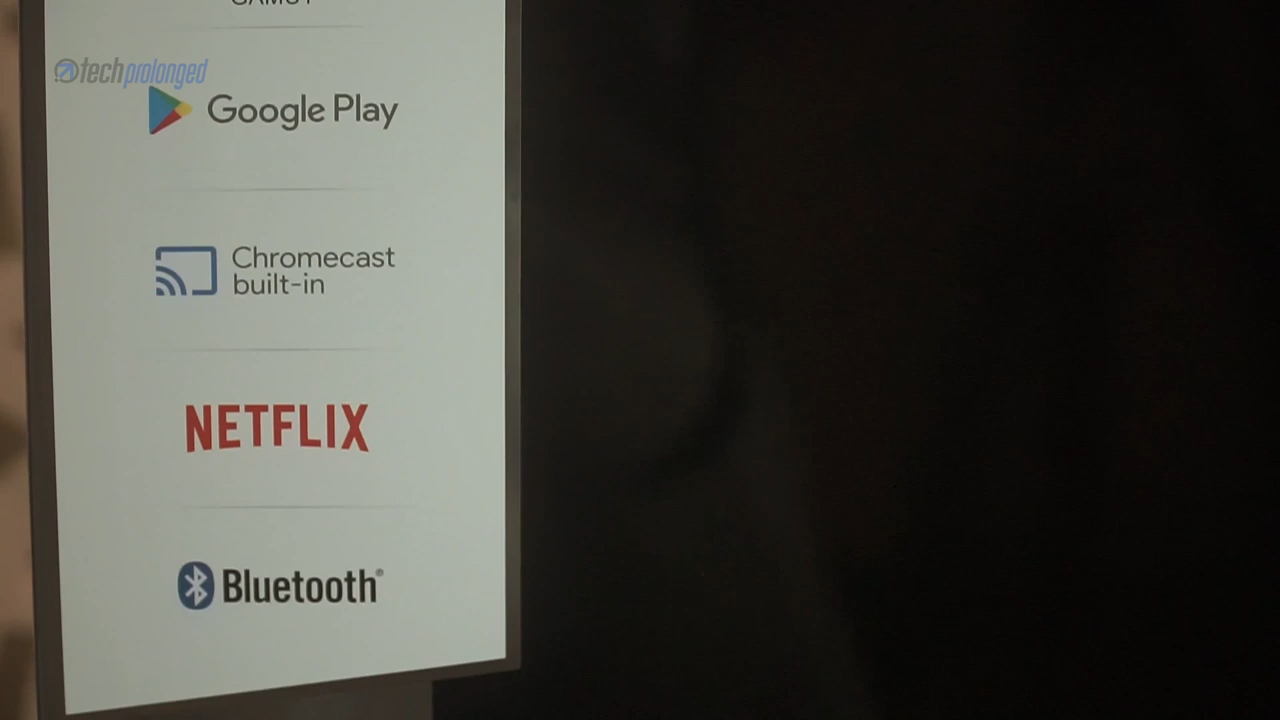 techprolonged
Google Play
Chromecast
built-in
NETFLIX
Bluetooth®